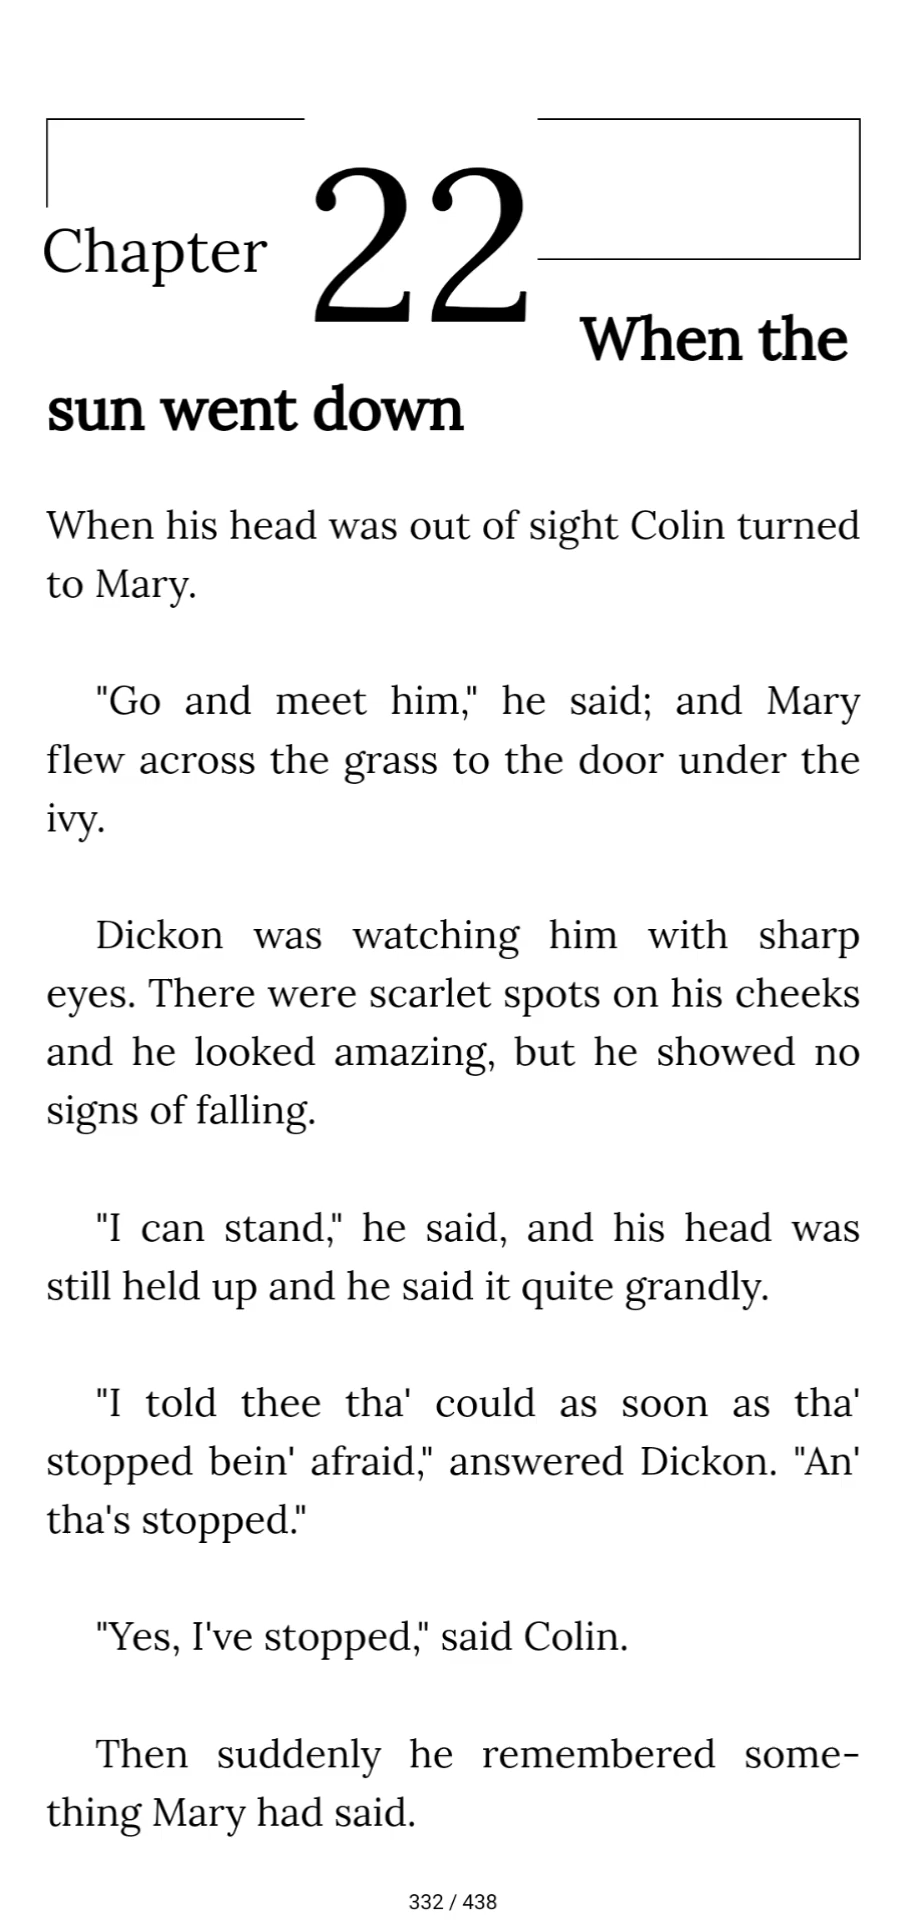 Chapter 22 When the
sun went down
When his head was out of sight Colin turned
to Mary.
"Go and meet him," he said; and Mary
flew across the grass to the door under the
ivy.
Dickon was watching him with sharp
eyes. There were scarlet spots on his cheeks
and he looked amazing, but he showed no
signs of falling.
"I can stand," he said, and his head was
still held up and he said it quite grandly.
"I told thee tha' could as soon as tha'
stopped bein' afraid," answered Dickon. "An'
tha's stopped."
"Yes, I've stopped," said Colin.
Then suddenly he remembered some-
thing Mary had said.
332 / 438